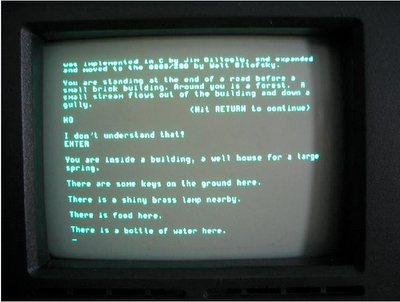 was implemented in C by Jim Gillogly, and expanded
and moved to the 8080/Z80 by Walt Bilofsky.
You are standing at the end of a road before a
small brick building. Around you is a forest. A
small stream flows out of the building and down a
gully.
(Hit RETURN to continue)
NO
I don't understand that!
ENTER
You are inside a building, a well house for a large
spring.
There are some keys on the ground here.
There is a shiny brass lamp nearby.
There is food here.
There is a bottle of water here.